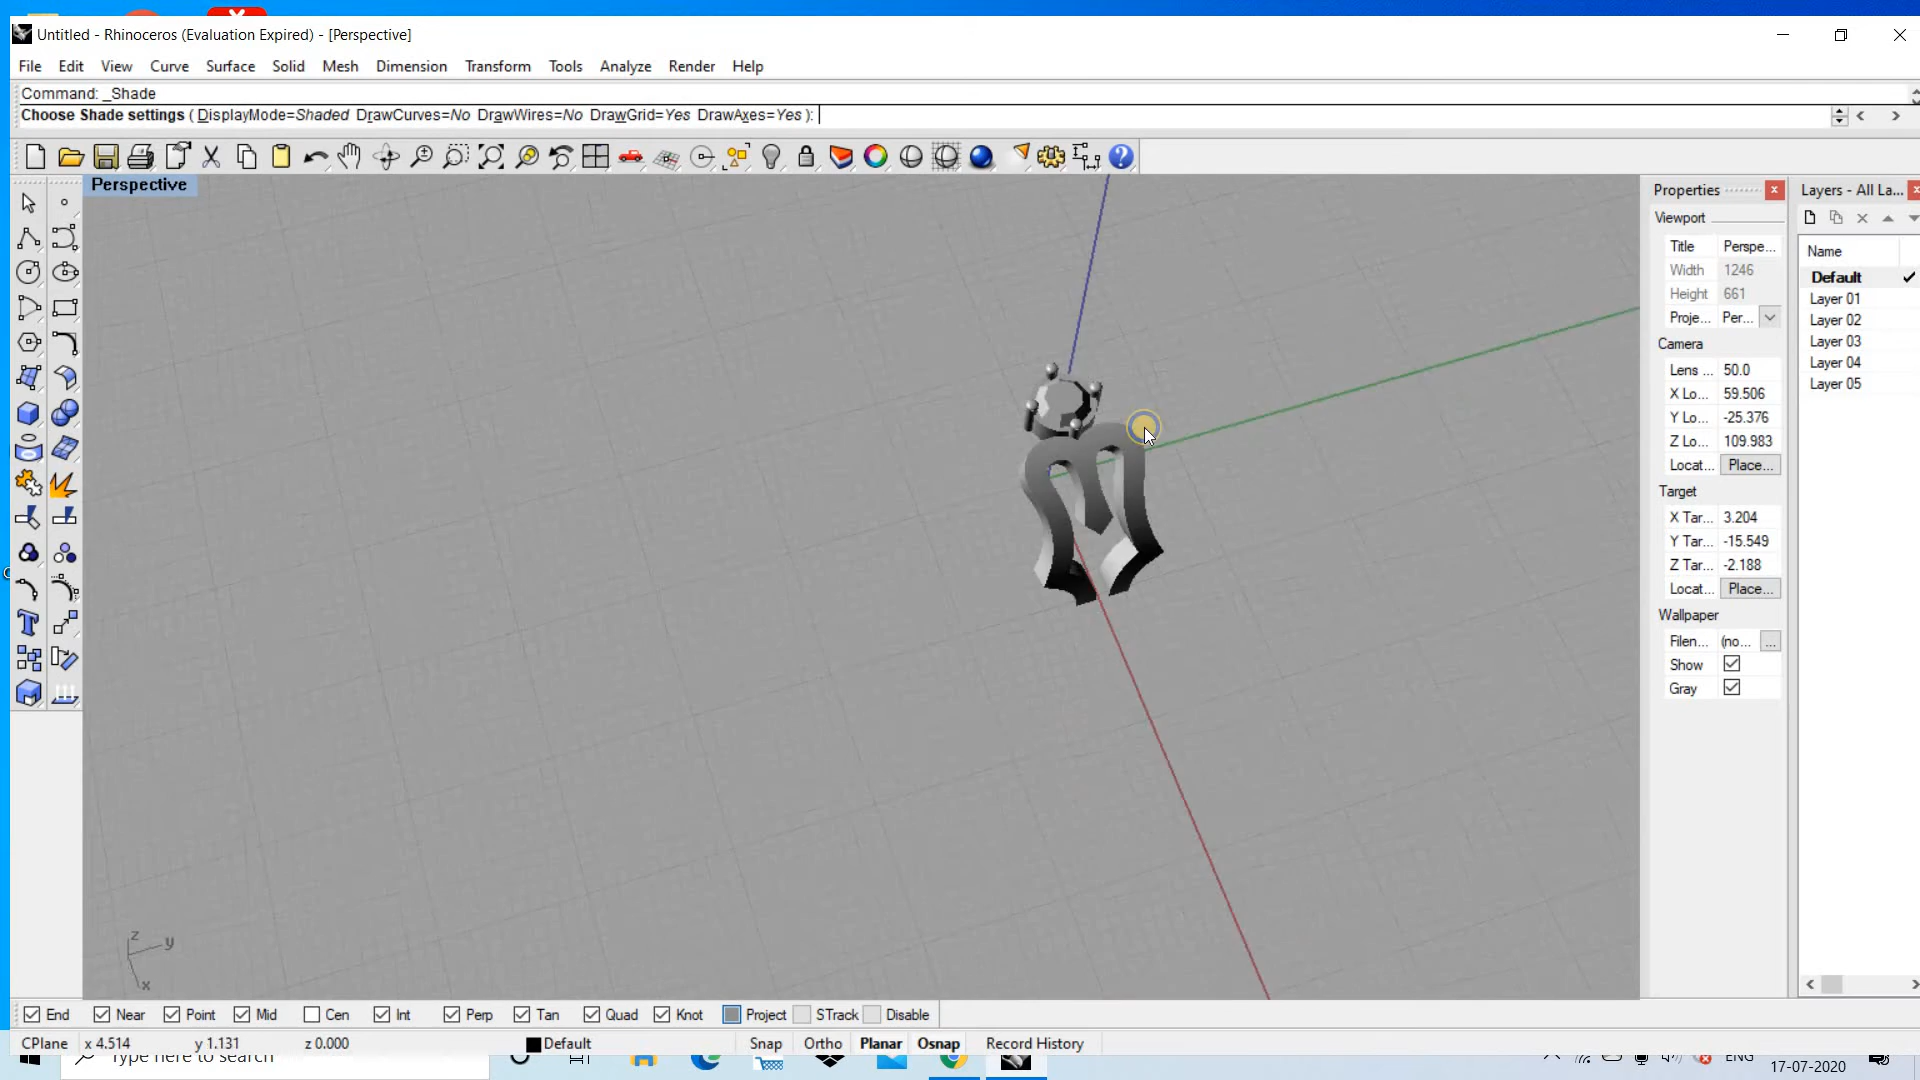 Untitled - Rhinoceros (Evaluation Expired) - [Perspective]
File Edit View Curve Surface Solid Mesh Dimension Transform Tools Analyze Render Help
Command: _Shade
Choose Shade settings ( DisplayMode=Shaded DrawCurves=No DrawWires=No DrawGrid=Yes DrawAxes=Yes ):
Perspective
Properties
Viewport
Title Perspe...
Width 1246
Height 661
Proje... Per...
Camera
Lens ... 50.0
X Lo... 59.506
Y Lo... -25.376
Z Lo... 109.983
Locat... Place...
Target
X Tar... 3.204
Y Tar... -15.549
Z Tar... -2.188
Locat... Place...
Wallpaper
Filen... (no... ...
Show
Gray
Layers - All La...
Name
Default
Layer 01
Layer 02
Layer 03
Layer 04
Layer 05
z y x
End Near Point Mid Cen Int Perp Tan Quad Knot Project STrack Disable
CPlane x 4.514 y 1.131 z 0.000 Default Snap Ortho Planar Osnap Record History
Type here to search ENG
17-07-2020